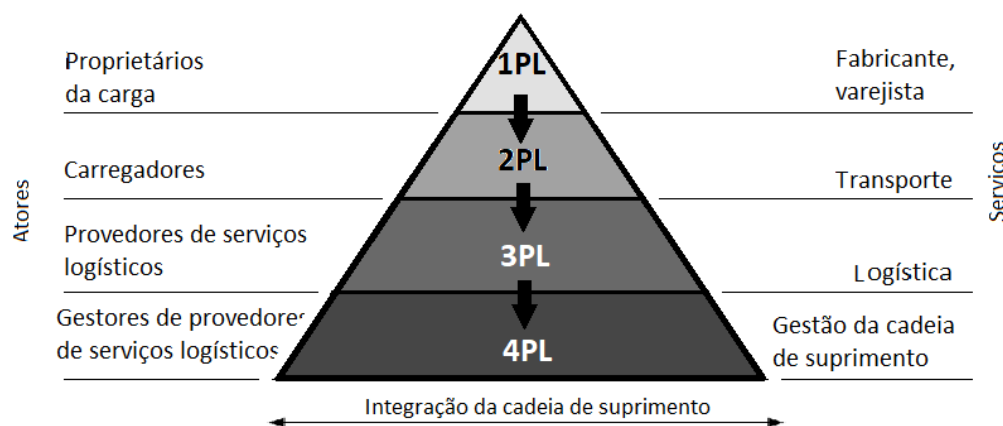 Proprietários
da carga
1PL
Fabricante,
varejista
Carregadores
2PL
Transporte
Atores
Serviços
Provedores de serviços
logísticos
3PL
Logística
Gestores de provedores
de serviços logísticos
4PL
Gestão da cadeia
de suprimento
Integração da cadeia de suprimento